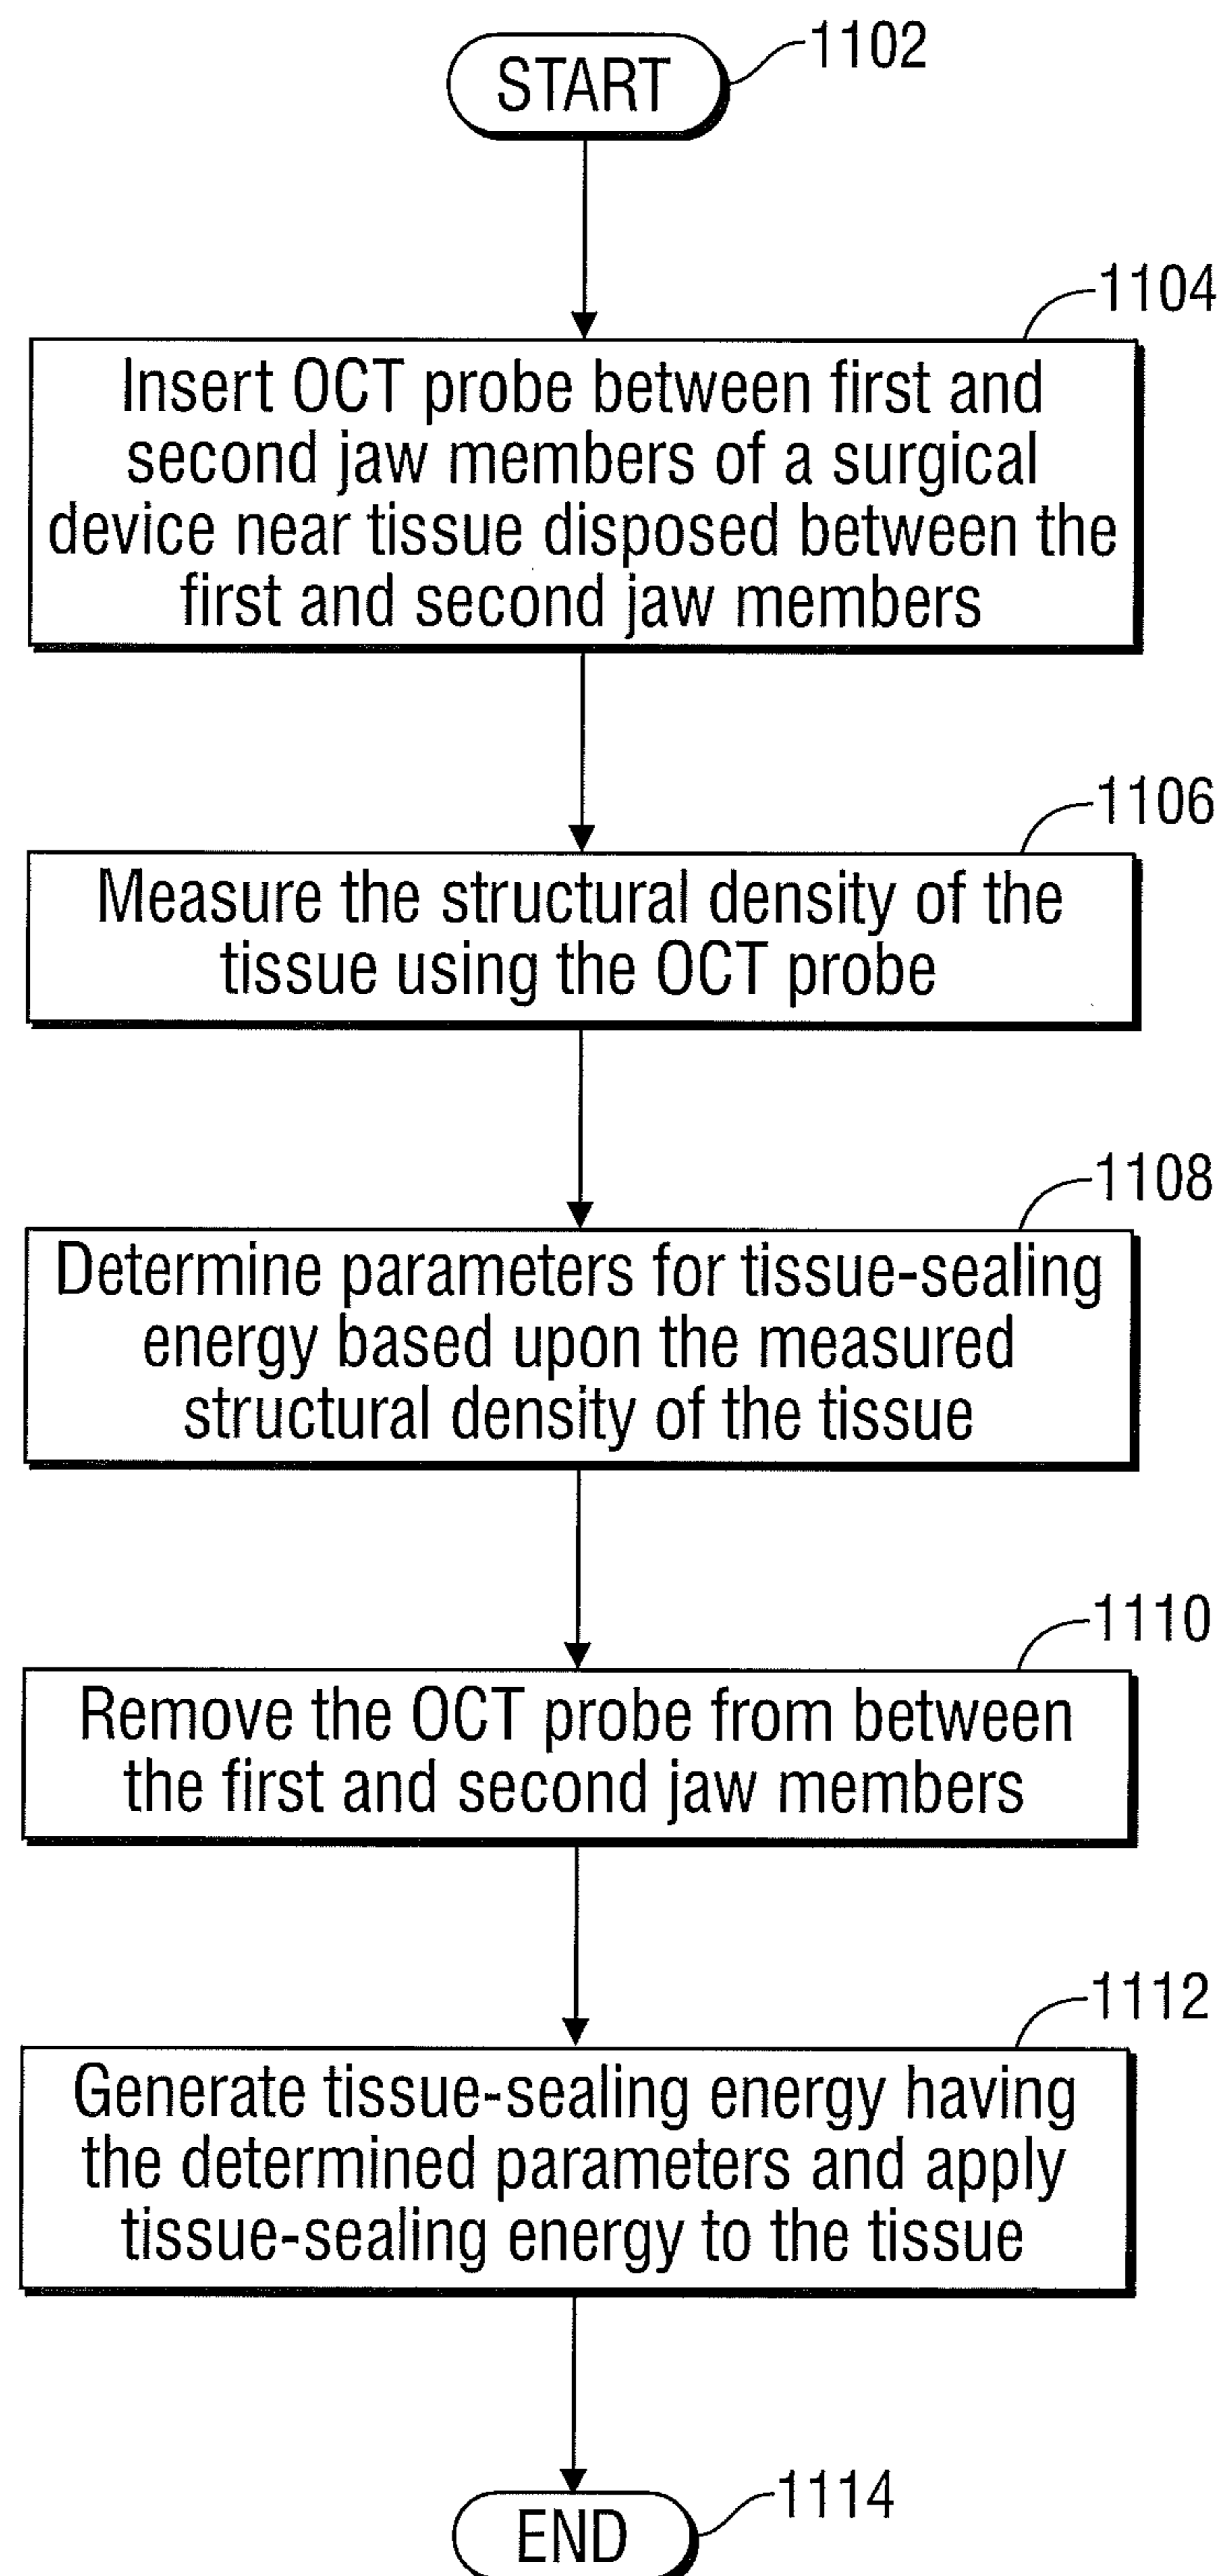 START
1102
1104
Insert OCT probe between first and
second jaw members of a surgical
device near tissue disposed between the
first and second jaw members
1106
Measure the structural density of the
tissue using the OCT probe
1108
Determine parameters for tissue-sealing
energy based upon the measured
structural density of the tissue
1110
Remove the OCT probe from between
the first and second jaw members
1112
Generate tissue-sealing energy having
the determined parameters and apply
tissue-sealing energy to the tissue
END
1114